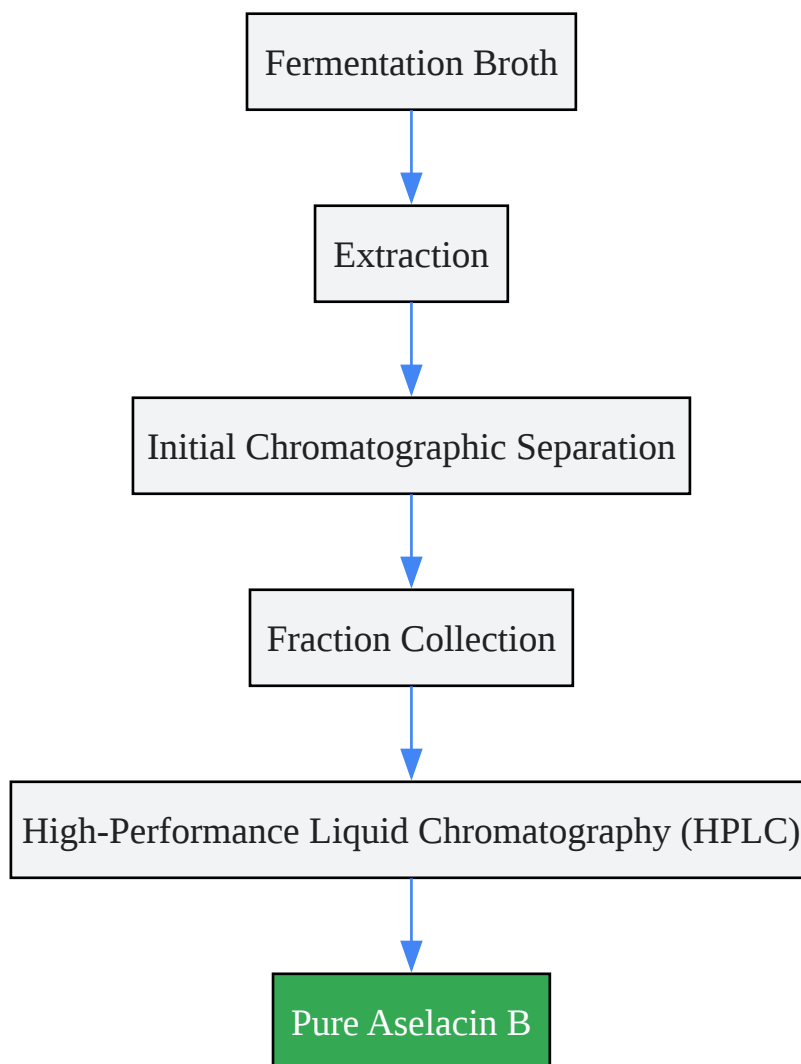 Fermentation Broth
Extraction
Initial Chromatographic Separation
Fraction Collection
High-Performance Liquid Chromatography (HPLC)
Pure Aselacin B